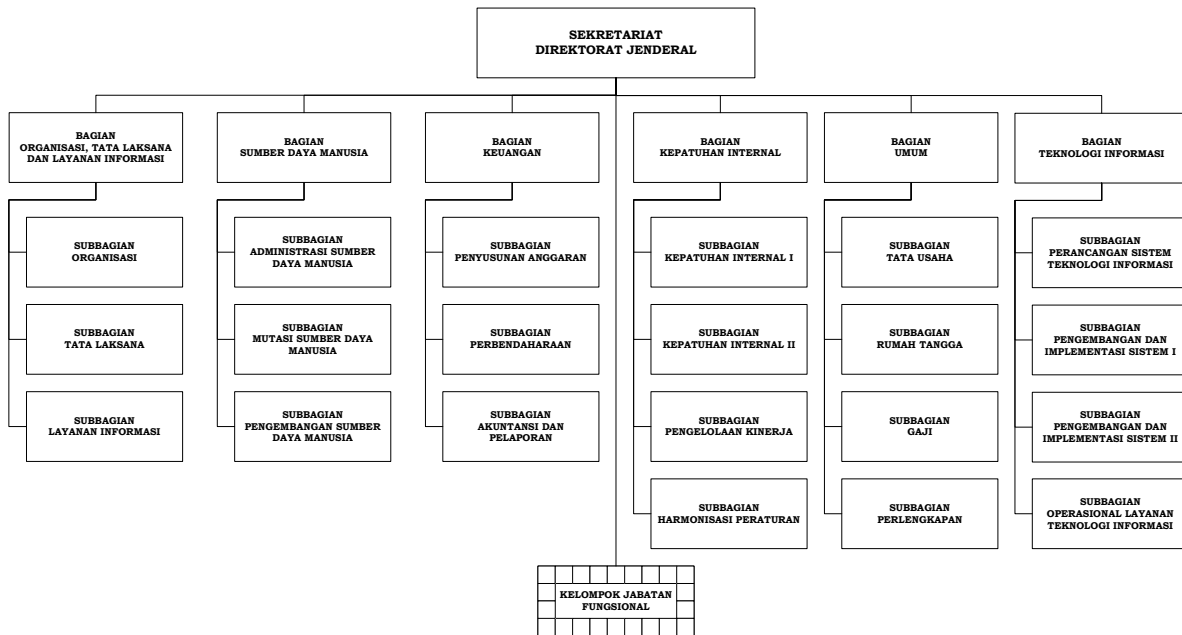 SEKRETARIAT
DIREKTORAT JENDERAL
BAGIAN
ORGANISASI, TATA LAKSANA
DAN LAYANAN INFORMASI
BAGIAN
SUMBER DAYA MANUSIA
BAGIAN
KEUANGAN
BAGIAN
KEPATUHAN INTERNAL
BAGIAN
UMUM
BAGIAN
TEKNOLOGI INFORMASI
SUBBAGIAN
ORGANISASI
SUBBAGIAN
ADMINISTRASI SUMBER
DAYA MANUSIA
SUBBAGIAN
PENYUSUNAN ANGGARAN
SUBBAGIAN
KEPATUHAN INTERNAL I
SUBBAGIAN
TATA USAHA
SUBBAGIAN
PERANCANGAN SISTEM
TEKNOLOGI INFORMASI
SUBBAGIAN
TATA LAKSANA
SUBBAGIAN
MUTASI SUMBER DAYA
MANUSIA
SUBBAGIAN
PERBENDAHARAAN
SUBBAGIAN
KEPATUHAN INTERNAL II
SUBBAGIAN
RUMAH TANGGA
SUBBAGIAN
PENGEMBANGAN DAN
IMPLEMENTASI SISTEM I
SUBBAGIAN
LAYANAN INFORMASI
SUBBAGIAN
PENGEMBANGAN SUMBER
DAYA MANUSIA
SUBBAGIAN
AKUNTANSI DAN
PELAPORAN
SUBBAGIAN
PENGELOLAAN KINERJA
SUBBAGIAN
GAJI
SUBBAGIAN
PENGEMBANGAN DAN
IMPLEMENTASI SISTEM II
SUBBAGIAN
HARMONISASI PERATURAN
SUBBAGIAN
PERLENGKAPAN
SUBBAGIAN
OPERASIONAL LAYANAN
TEKNOLOGI INFORMASI
KELOMPOK JABATAN
FUNGSIONAL